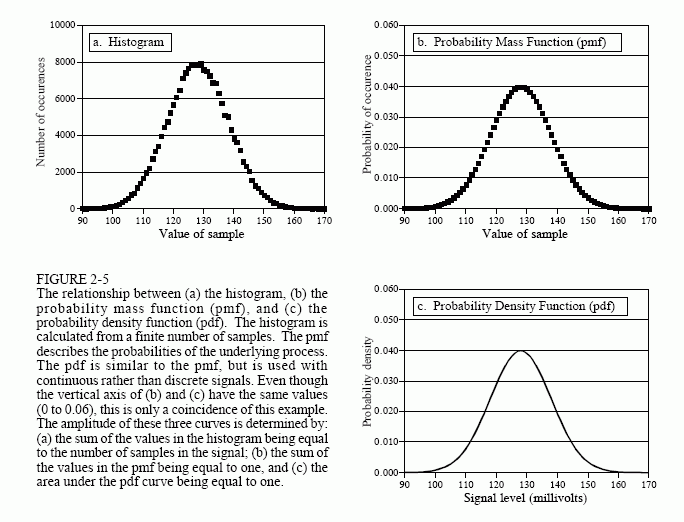 a. Histogram
10000
8000
6000
4000
2000
0
Number of occurences
90 100 110 120 130 140 150 160 170
Value of sample
b. Probability Mass Function (pmf)
0.060
0.050
0.040
0.030
0.020
0.010
0.000
Probability of occurence
90 100 110 120 130 140 150 160 170
Value of sample
FIGURE 2-5
The relationship between (a) the histogram, (b) the
probability mass function (pmf), and (c) the
probability density function (pdf). The histogram is
calculated from a finite number of samples. The pmf
describes the probabilities of the underlying process.
The pdf is similar to the pmf, but is used with
continuous rather than discrete signals. Even though
the vertical axis of (b) and (c) have the same values
(0 to 0.06), this is only a coincidence of this example.
The amplitude of these three curves is determined by:
(a) the sum of the values in the histogram being equal
to the number of samples in the signal; (b) the sum of
the values in the pmf being equal to one, and (c) the
area under the pdf curve being equal to one.
c. Probability Density Function (pdf)
0.060
0.050
0.040
0.030
0.020
0.010
0.000
Probability density
90 100 110 120 130 140 150 160 170
Signal level (millivolts)